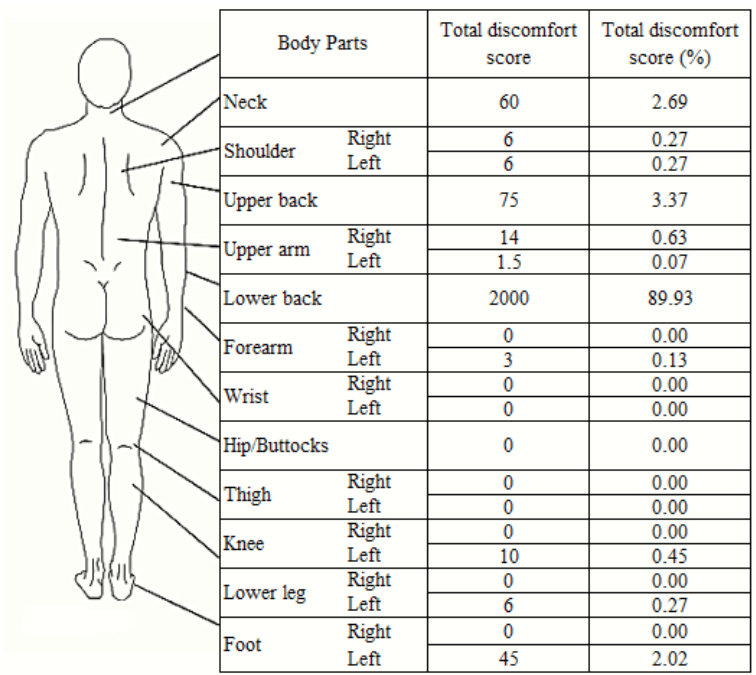 Body Parts Total discomfort score Total discomfort score (%)
Neck 60 2.69
Shoulder Right 6 0.27
Left 6 0.27
Upper back 75 3.37
Upper arm Right 14 0.63
Left 1.5 0.07
Lower back 2000 89.93
Forearm Right 0 0.00
Left 3 0.13
Wrist Right 0 0.00
Left 0 0.00
Hip/Buttocks 0 0.00
Thigh Right 0 0.00
Left 0 0.00
Knee Right 0 0.00
Left 10 0.45
Lower leg Right 0 0.00
Left 6 0.27
Foot Right 0 0.00
Left 45 2.02